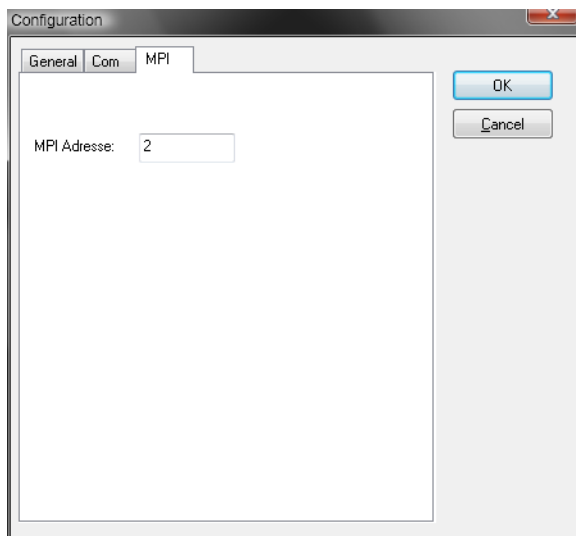 Configuration
General Com MPI
OK
Cancel
MPI Adresse: 2